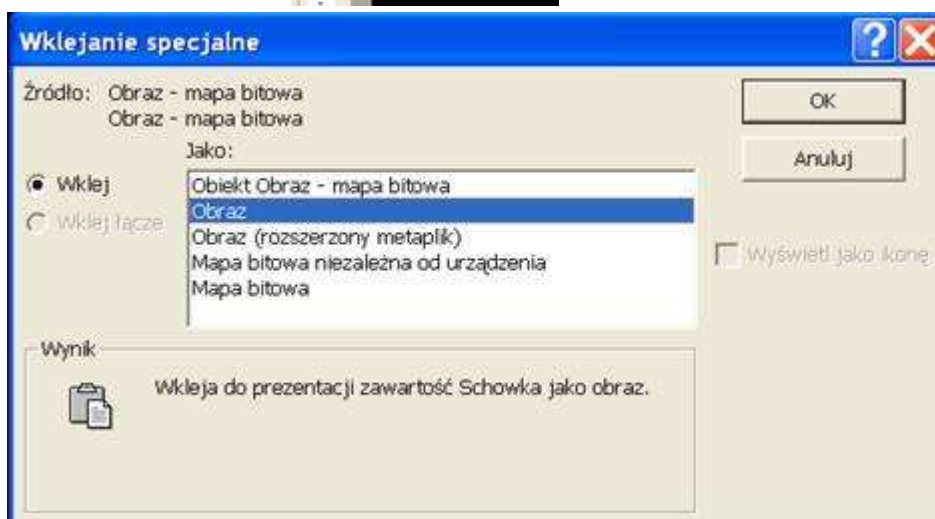 Wklejanie specjalne
Źródło: Obraz - mapa bitowa
Obraz - mapa bitowa
OK
Jako:
Anuluj
Wklej
Obiekt Obraz - mapa bitowa
Obraz
Wklej łącze
Obraz (rozszerzony metaplik)
Wyświetl jako ikonę
Mapa bitowa niezależna od urządzenia
Mapa bitowa
Wynik
Wkleja do prezentacji zawartość Schowka jako obraz.